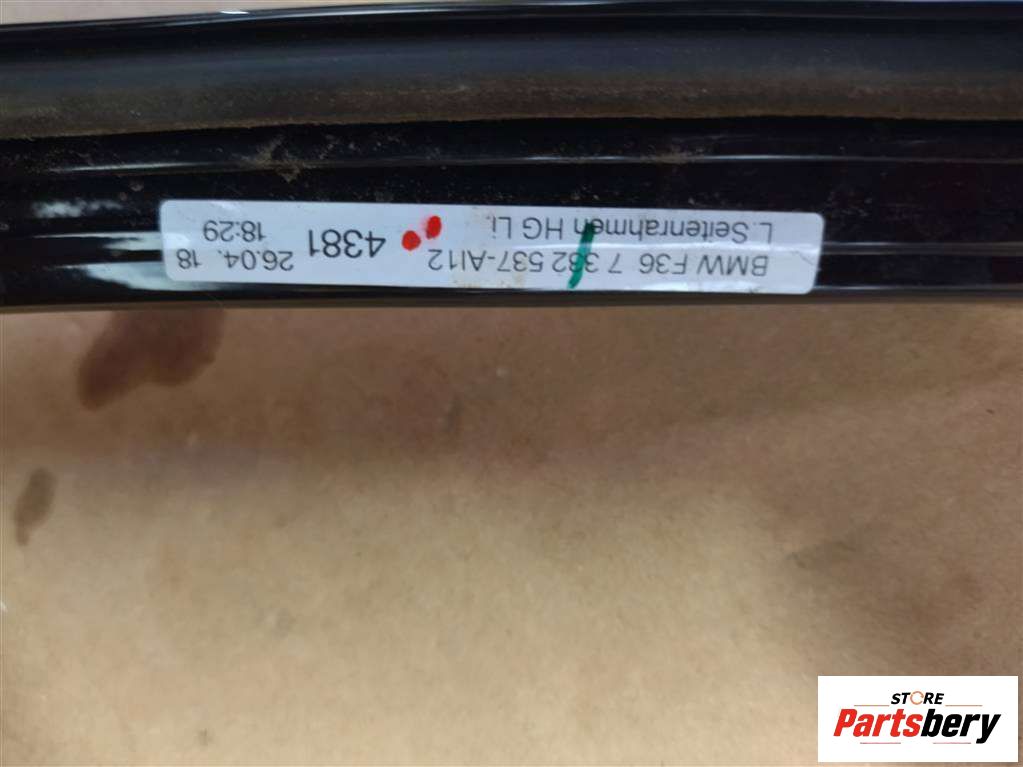 BMW F36 7 382 537-AI12
L.Seitenrahmen HG Li.
4381
26.04. 18
18:29
STORE
Partsbery